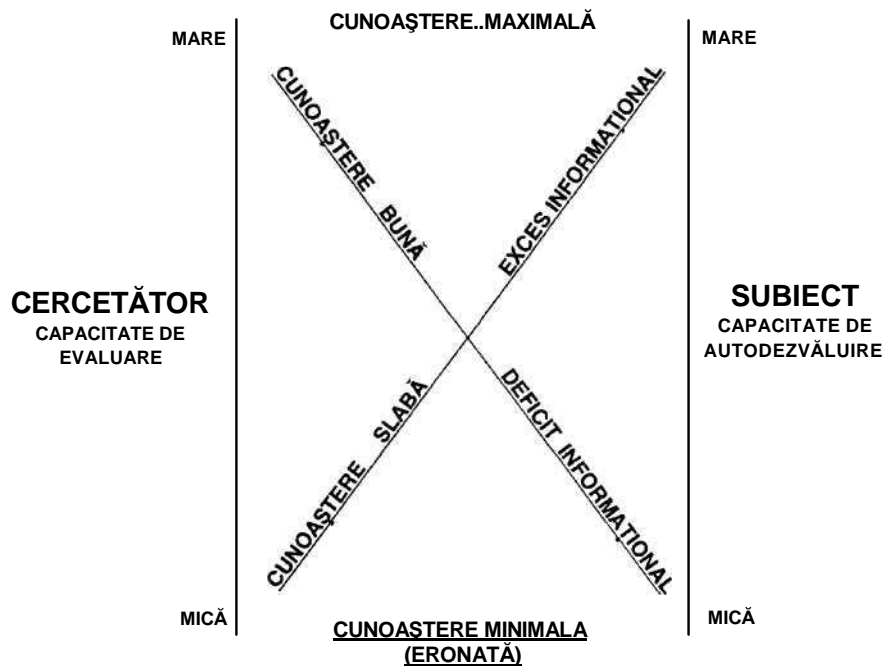 CUNOAŞTERE..MAXIMALĂ
MARE
MARE
CUNOAŞTERE BUNĂ
EXCES INFORMAŢIONAL
CERCETĂTOR
CAPACITATE DE
EVALUARE
SUBIECT
CAPACITATE DE
AUTODEZVĂLUIRE
CUNOAŞTERE SLABĂ
DEFICIT INFORMAŢIONAL
MICĂ
MICĂ
CUNOAŞTERE MINIMALA
(ERONATĂ)